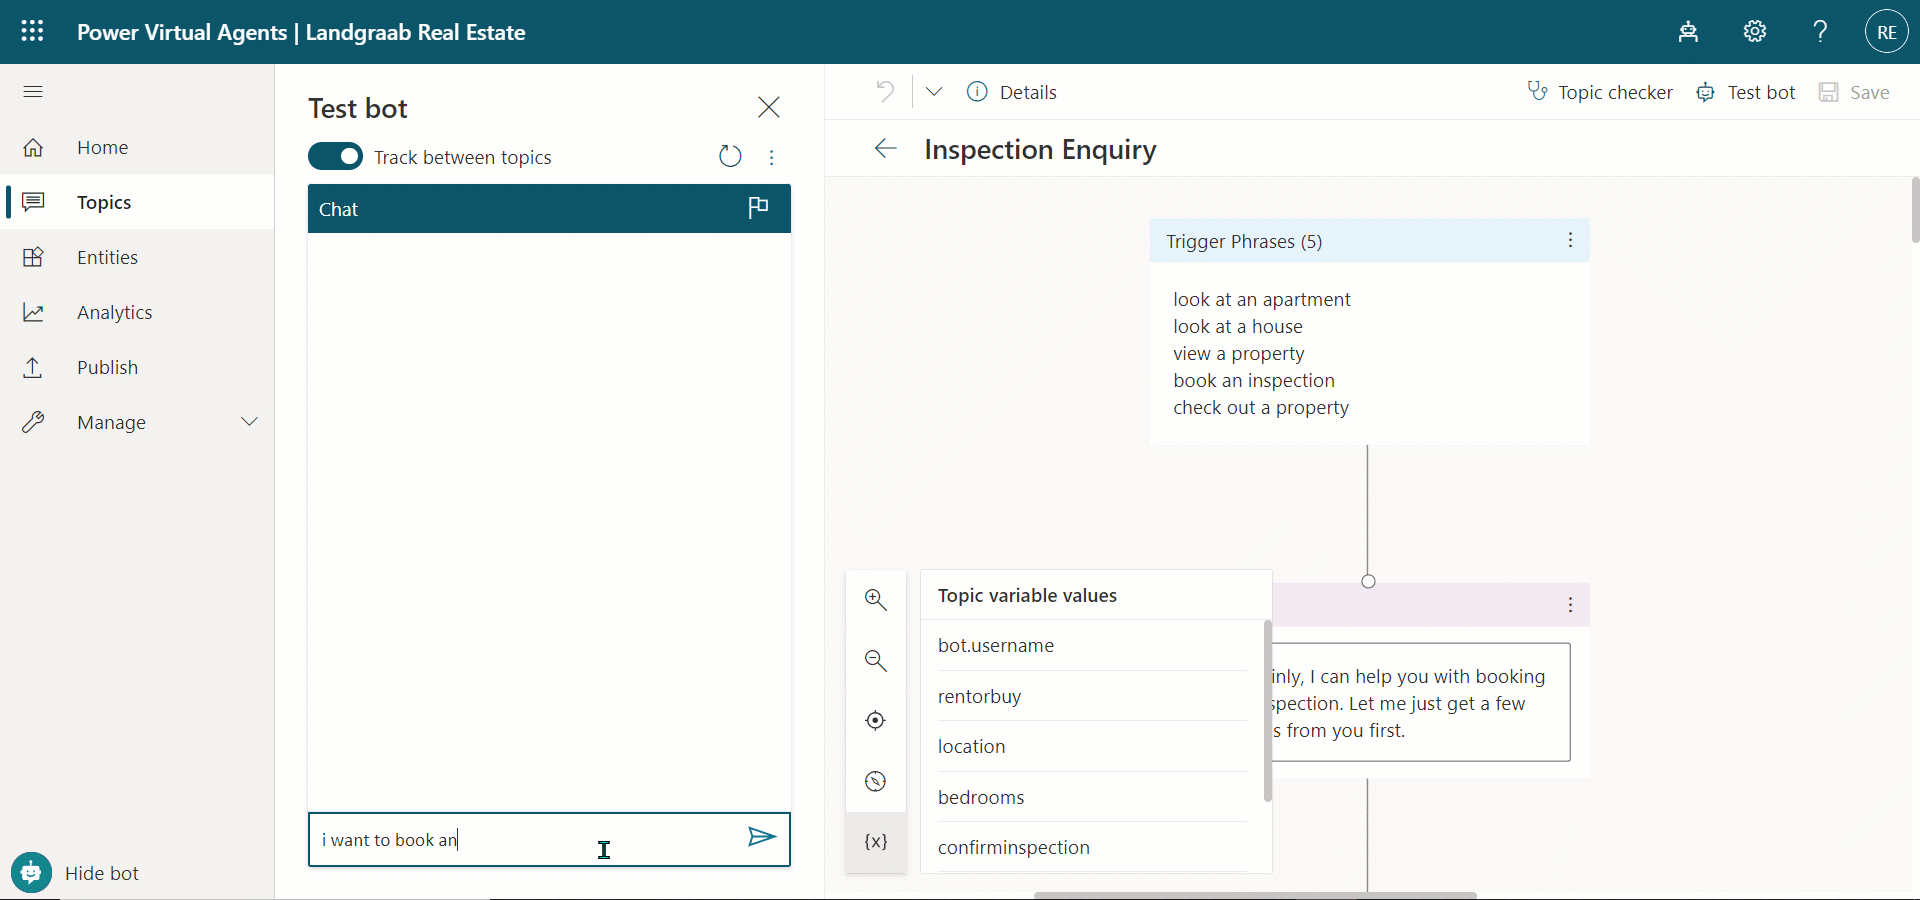 Power Virtual Agents | Landgraab Real Estate
?
RE
Home
Topics
Entities
Analytics
Publish
Manage
Hide bot
Test bot
Track between topics
Chat
i want to book an
Details
Topic checker
Test bot
Save
Inspection Enquiry
Trigger Phrases (5)
look at an apartment
look at a house
view a property
book an inspection
check out a property
{x}
Topic variable values
bot.username
rentorbuy
location
bedrooms
confirminspection
inly, I can help you with booking
spection. Let me just get a few
s from you first.